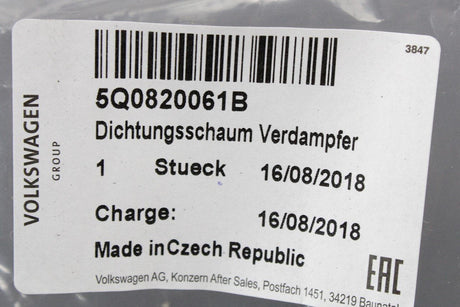 3847
5Q0820061B
Dichtungsschaum Verdampfer
1 Stueck 16/08/2018
Charge: 16/08/2018
Made in Czech Republic
EAC
Volkswagen AG, Konzern After Sales, Postfach 1451, 34219
VOLKSWAGEN
GROUP